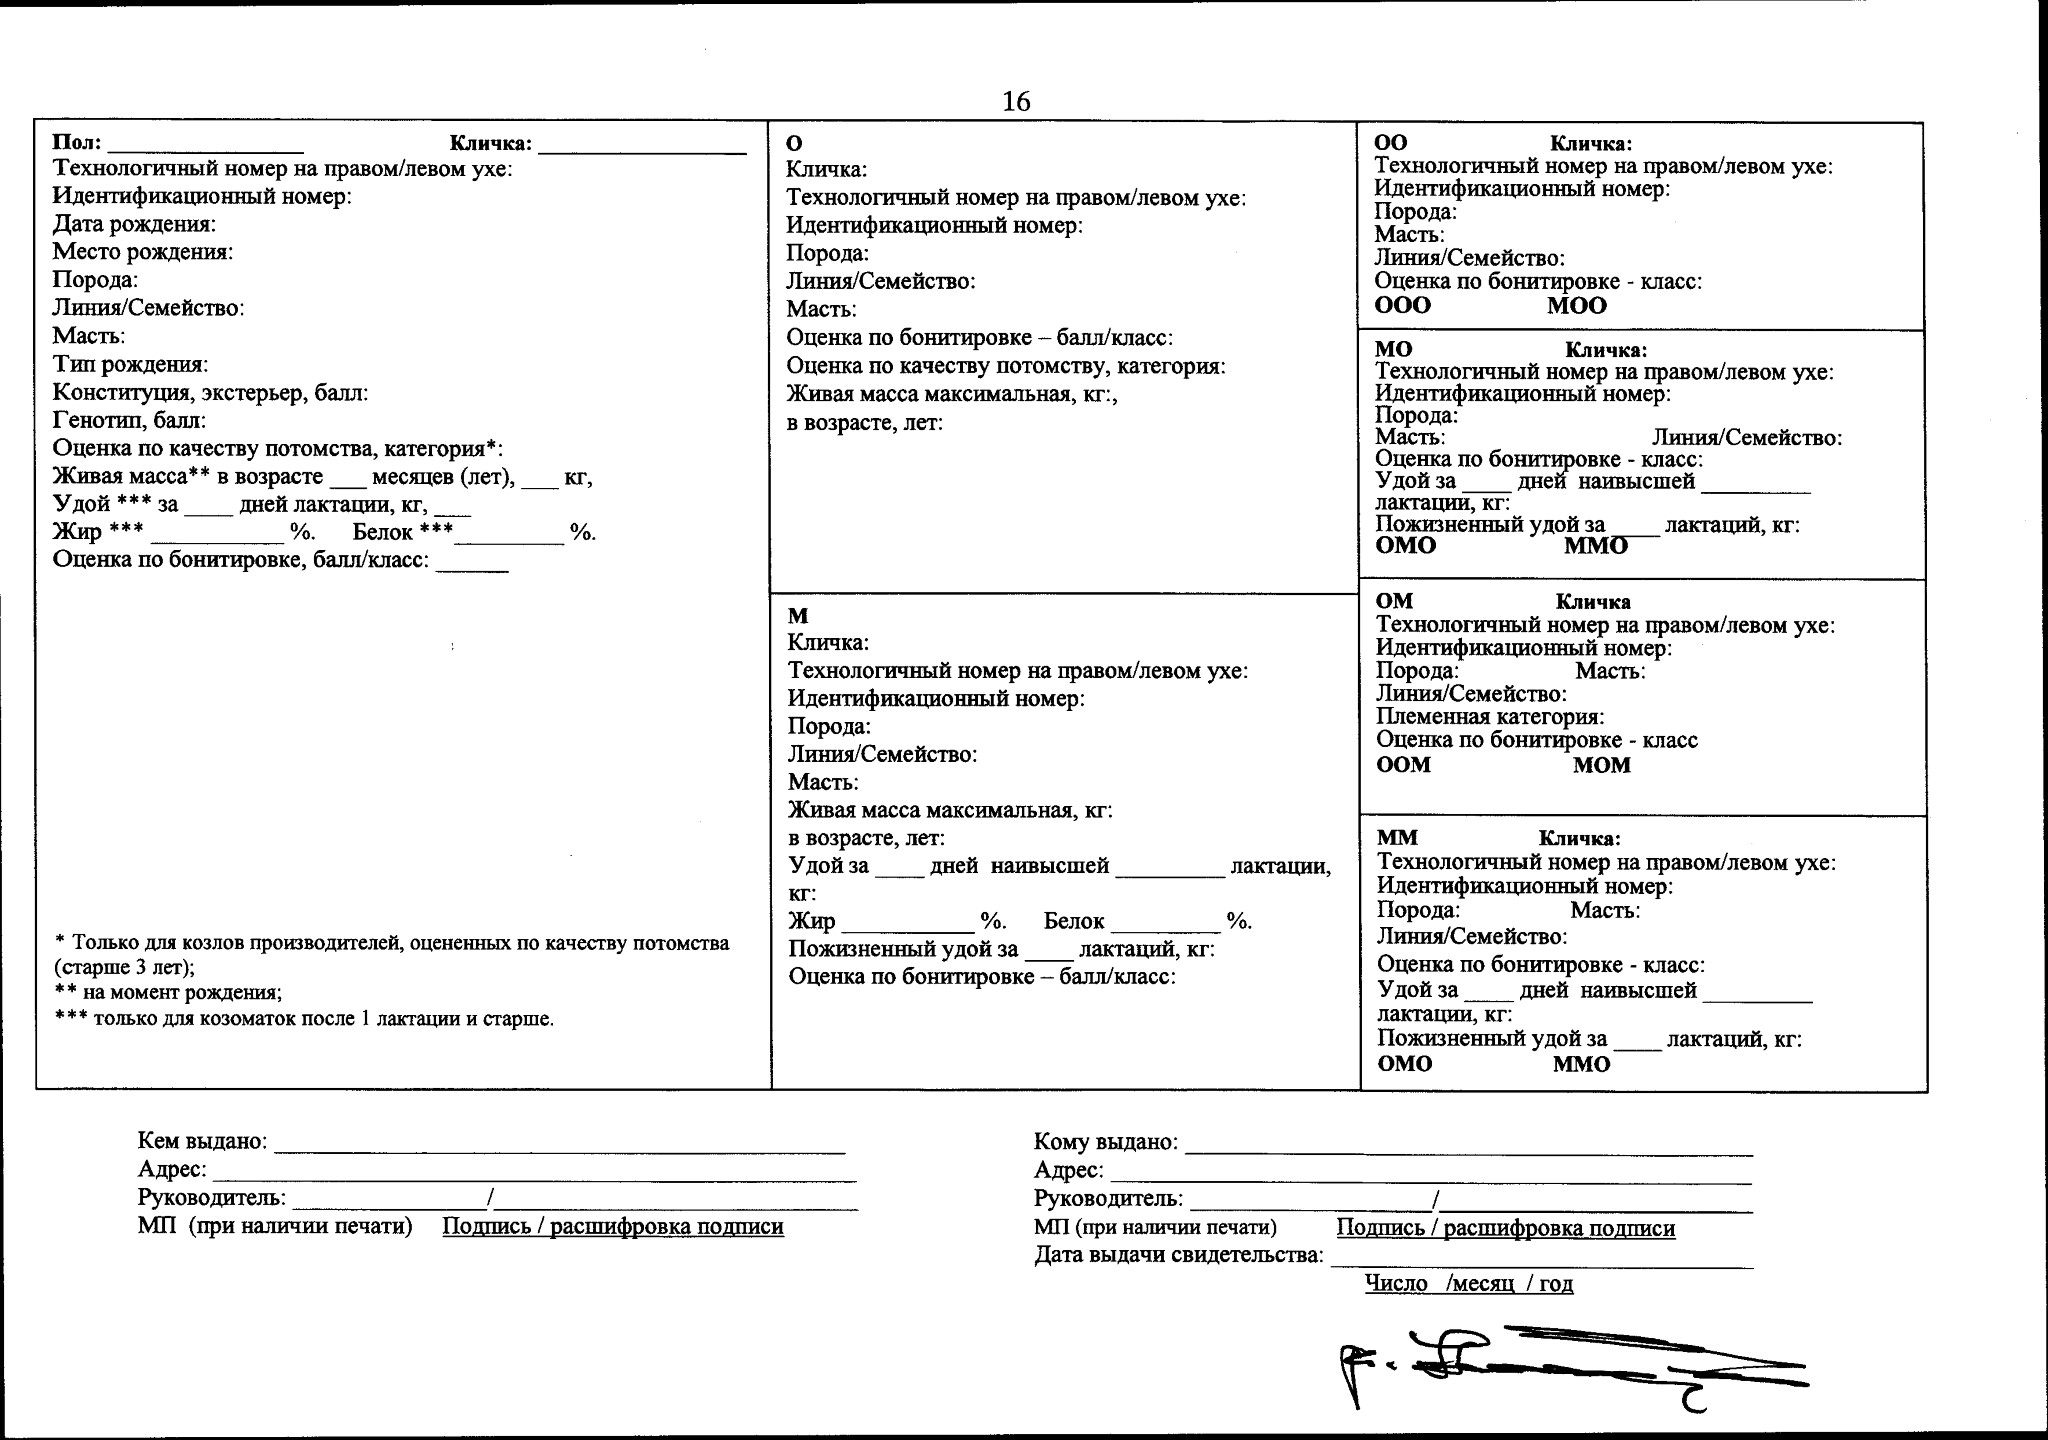 16
Пол: ________________ Кличка: _________________
Технологичный номер на правом/левом ухе:
Идентификационный номер:
Дата рождения:
Место рождения:
Порода:
Линия/Семейство:
Масть:
Тип рождения:
Конституция, экстерьер, балл:
Генотип, балл:
Оценка по качеству потомства, категория*:
Живая масса** в возрасте ___ месяцев (лет), ___ кг,
Удой *** за ____ дней лактации, кг, ___
Жир *** ___________ %. Белок ***_________ %.
Оценка по бонитировке, балл/класс: ______
* Только для козлов производителей, оцененных по качеству потомства
(старше 3 лет);
** на момент рождения;
*** только для козоматок после 1 лактации и старше.
О
Кличка:
Технологичный номер на правом/левом ухе:
Идентификационный номер:
Порода:
Линия/Семейство:
Масть:
Оценка по бонитировке – балл/класс:
Оценка по качеству потомству, категория:
Живая масса максимальная, кг:,
в возрасте, лет:
М
Кличка:
Технологичный номер на правом/левом ухе:
Идентификационный номер:
Порода:
Линия/Семейство:
Масть:
Живая масса максимальная, кг:
в возрасте, лет:
Удой за ____ дней наивысшей _________ лактации,
кг:
Жир ___________ %. Белок _________ %.
Пожизненный удой за ____ лактаций, кг:
Оценка по бонитировке – балл/класс:
ОО Кличка:
Технологичный номер на правом/левом ухе:
Идентификационный номер:
Порода:
Масть:
Линия/Семейство:
Оценка по бонитировке - класс:
ООО МОО
МО Кличка:
Технологичный номер на правом/левом ухе:
Идентификационный номер:
Порода:
Масть: Линия/Семейство:
Оценка по бонитировке - класс:
Удой за ____ дней наивысшей _________
лактации, кг:
Пожизненный удой за ____ лактаций, кг:
ОМО ММО
ОМ Кличка
Технологичный номер на правом/левом ухе:
Идентификационный номер:
Порода: Масть:
Линия/Семейство:
Племенная категория:
Оценка по бонитировке - класс
ООМ МОМ
ММ Кличка:
Технологичный номер на правом/левом ухе:
Идентификационный номер:
Порода: Масть:
Линия/Семейство:
Оценка по бонитировке - класс:
Удой за ____ дней наивысшей _________
лактации, кг:
Пожизненный удой за ____ лактаций, кг:
ОМО ММО
Кем выдано: ____________________
Адрес: ____________________
Руководитель: ________________/____________________
МП (при наличии печати) Подпись / расшифровка подписи
Кому выдано: ____________________
Адрес: ____________________
Руководитель: ____________________/____________________
МП (при наличии печати) Подпись / расшифровка подписи
Дата выдачи свидетельства: ____________________
Число /месяц / год